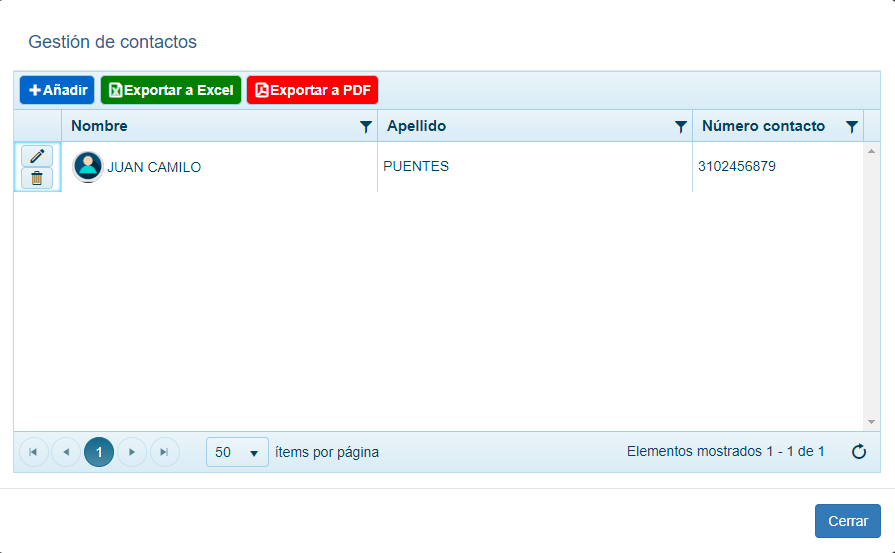 Gestión de contactos
Añadir Exportar a Excel Exportar a PDF
Nombre Apellido Número contacto
JUAN CAMILO PUENTES 3102456879
1 50 ítems por página Elementos mostrados 1 - 1 de 1
Cerrar